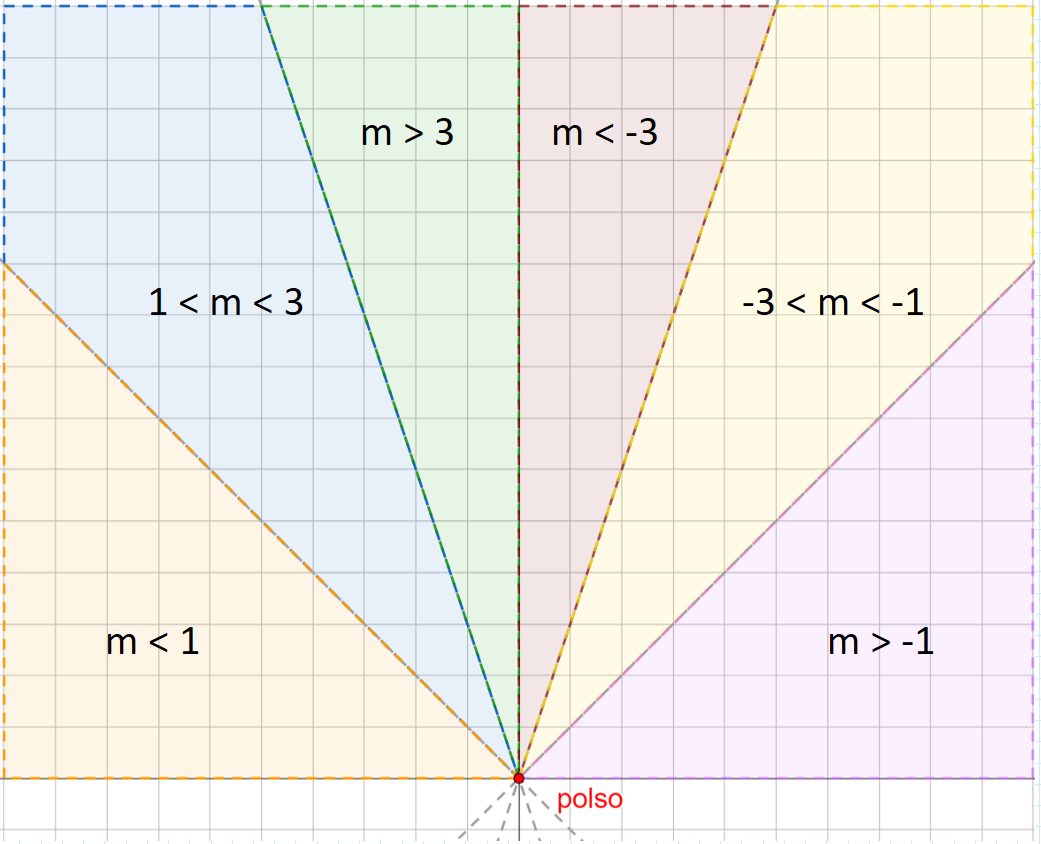 m > 3
m < -3
1 < m < 3
-3 < m < -1
m < 1
m > -1
polso